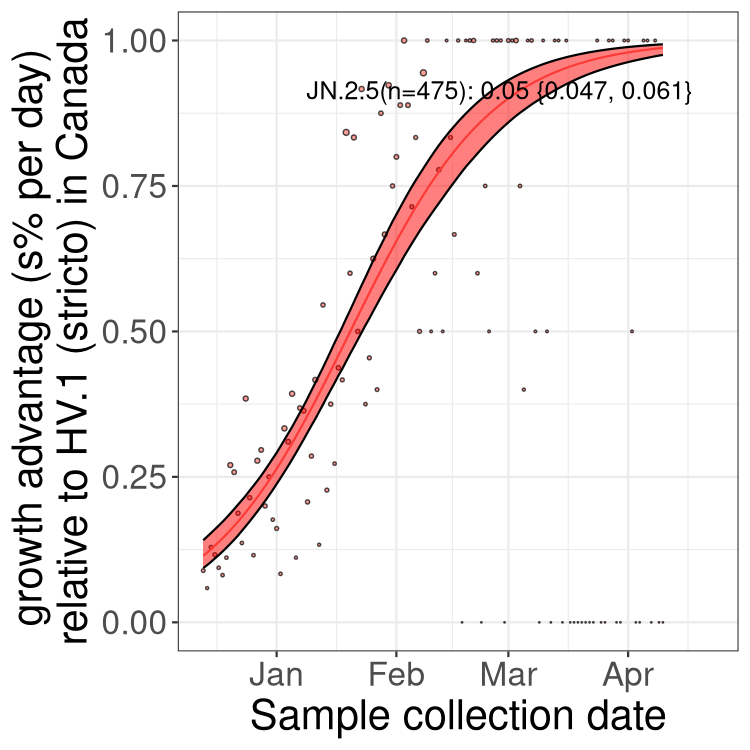 growth advantage (s% per day)
relative to HV.1 (stricto) in Canada
1.00
0.75
0.50
0.25
0.00
JN.2.5(n=475): 0.05 {0.047, 0.061}
Jan Feb Mar Apr
Sample collection date